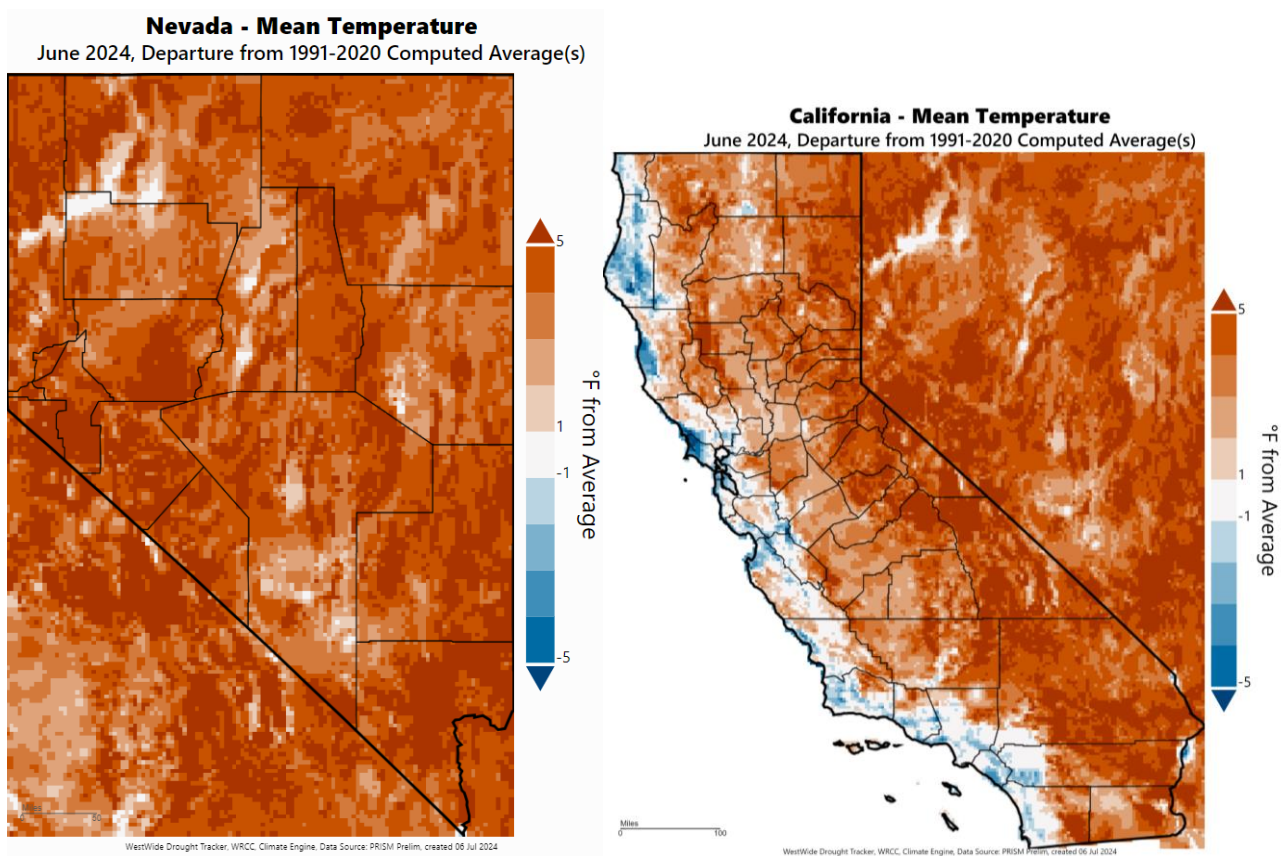 Nevada - Mean Temperature
June 2024, Departure from 1991-2020 Computed Average(s)
5
1
-1
-5
°F from Average
Miles
0 50
WestWide Drought Tracker, WRCC, Climate Engine, Data Source: PRISM Prelim, created 06 Jul 2024
California - Mean Temperature
June 2024, Departure from 1991-2020 Computed Average(s)
5
1
-1
-5
°F from Average
Miles
0 100
WestWide Drought Tracker, WRCC, Climate Engine, Data Source: PRISM Prelim, created 06 Jul 2024